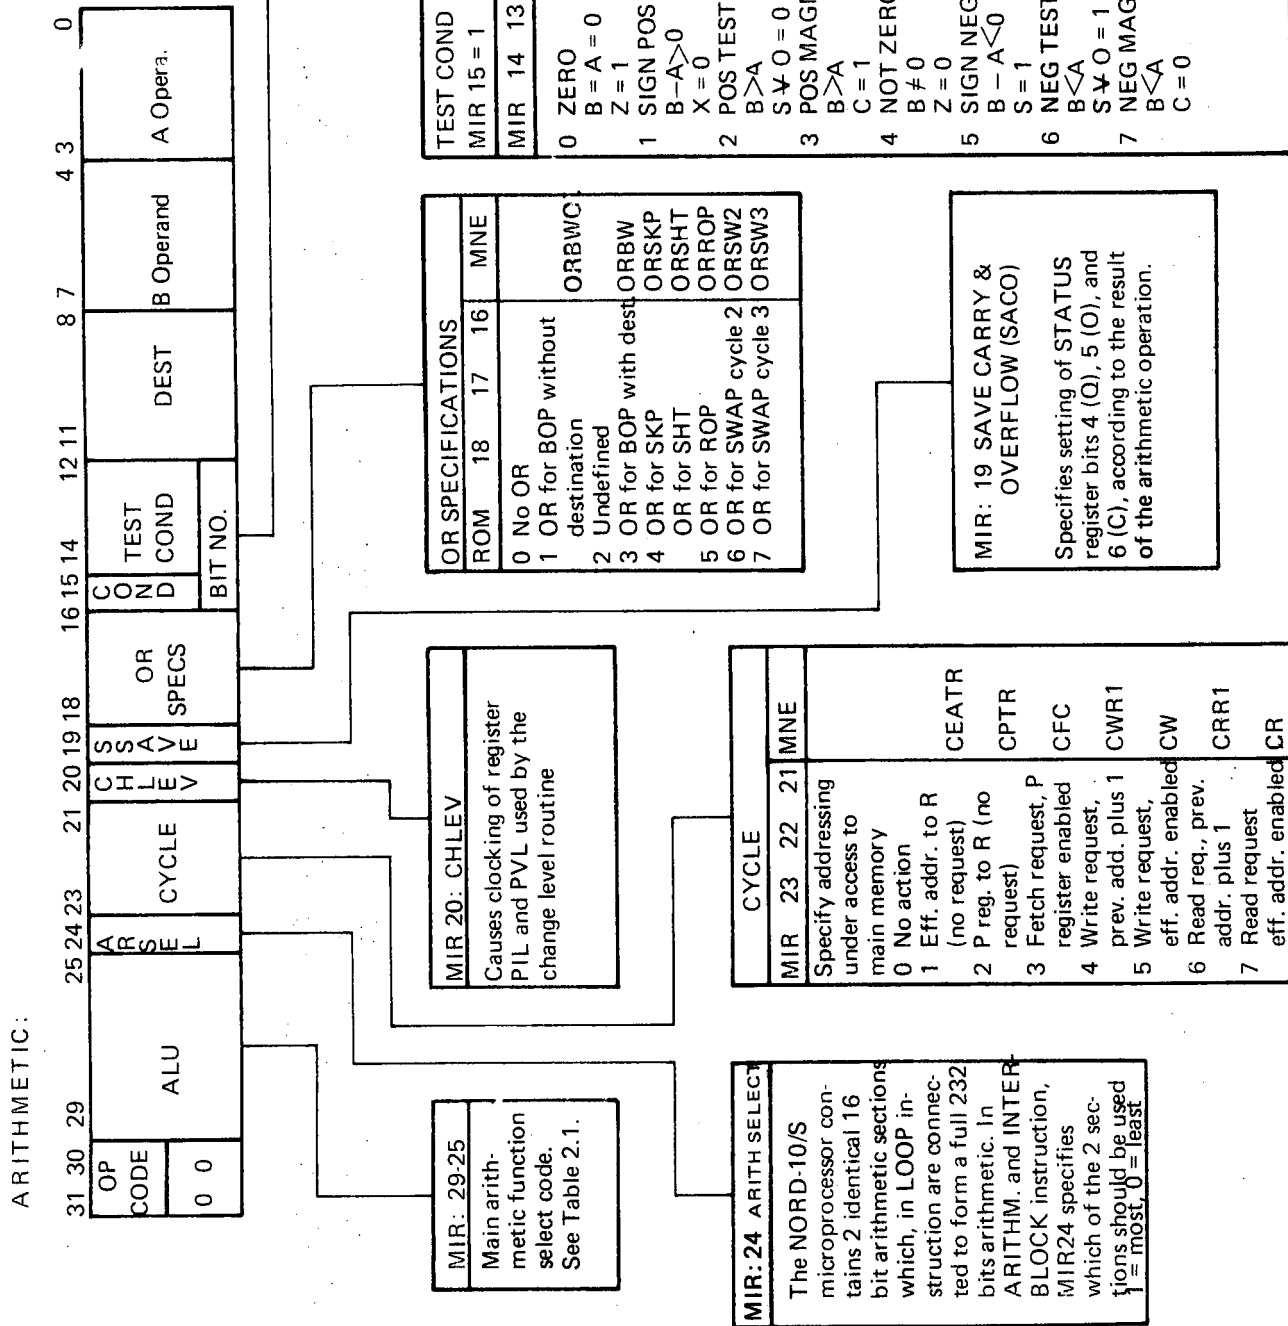 ARITHMETIC:
31 30 29 25 24 23 21 20 19 18 16 15 14 12 11 8 7 4 3 0
OP CODE
0 0
ALU
ARSEL
CYCLE
CHLEV
SSAVE
OR SPECS
COND
TEST COND
BIT NO.
DEST
B Operand
A Opera.
MIR: 29-25
Main arith-
metic function
select code.
See Table 2.1.
MIR 20: CHLEV
Causes clocking of register
PIL and PVL used by the
change level routine
OR SPECIFICATIONS
ROM 18 17 16 MNE
0 No OR
1 OR for BOP without
destination ORBWC
2 Undefined
3 OR for BOP with dest. ORBW
4 OR for SKP ORSKP
OR for SHT ORSHT
5 OR for ROP ORROP
6 OR for SWAP cycle 2 ORSW2
7 OR for SWAP cycle 3 ORSW3
TEST COND
MIR 15 = 1
MIR 14 13
0 ZERO
B = A = 0
Z = 1
1 SIGN POS
B–A>0
X = 0
2 POS TEST
B>A
S ⩝ O = 0
3 POS MAG
B>A
C = 1
4 NOT ZERO
B ≠ 0
Z = 0
5 SIGN NEG
B – A<0
S = 1
6 NEG TEST
B<A
S ⩝ O = 1
7 NEG MAG
B<A
C = 0
MIR:24 ARITH SELECT
The NORD-10/S
microprocessor con-
tains 2 identical 16
bit arithmetic sections
which, in LOOP in-
struction are connec-
ted to form a full 232
bits arithmetic. In
ARITHM. and INTER-
BLOCK instruction,
MIR24 specifies
which of the 2 sec-
tions should be used
1 = most, 0 = least
CYCLE
MIR 23 22 21 MNE
Specify addressing
under access to
main memory
0 No action
1 Eff. addr. to R CEATR
(no request)
2 P reg. to R (no CPTR
request)
3 Fetch request, P CFC
register enabled
4 Write request, CWR1
prev. add. plus 1
5 Write request, CW
eff. addr. enabled
6 Read req., prev. CRR1
addr. plus 1
7 Read request CR
eff. addr. enabled
MIR: 19 SAVE CARRY &
OVERFLOW (SACO)
Specifies setting of STATUS
register bits 4 (Q), 5 (O), and
6 (C), according to the result
of the arithmetic operation.